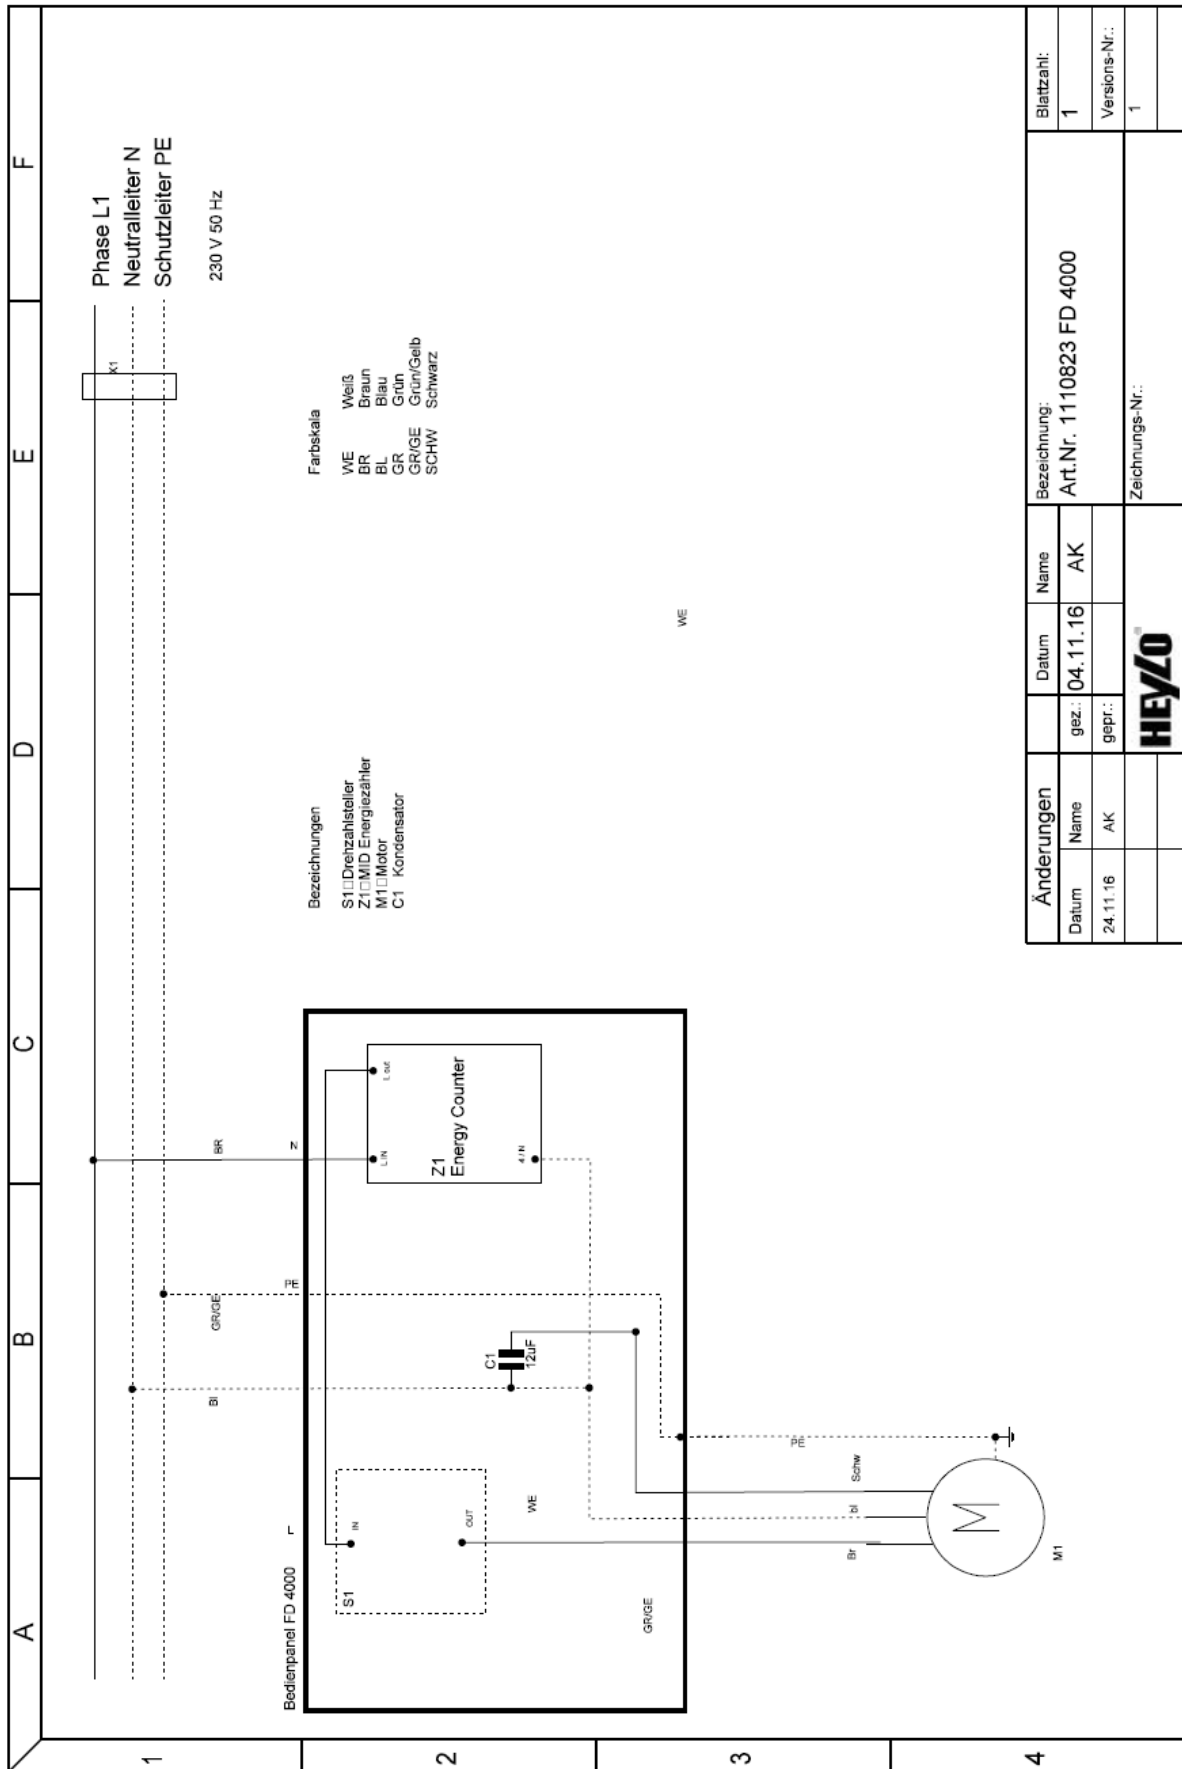 A
B
C
D
E
F
1
2
3
4
Phase L1
Neutralleiter N
Schutzleiter PE
230 V 50 Hz
X1
BR
GR/GE
Bl
Bedienpanel FD 4000
L
PE
N
S1
IN
OUT
WE
GR/GE
C1
12uF
Z1
Energy Counter
L IN
L out
4 / N
Br
bl
Schw
PE
M
M1
Bezeichnungen
S1□Drehzahlsteller
Z1□MID Energiezähler
M1□Motor
C1 Kondensator
Farbskala
WE Weiß
BR Braun
BL Blau
GR Grün
GR/GE Grün/Gelb
SCHW Schwarz
WE
Änderungen
Datum Name
24.11.16 AK
Datum Name
gez.: 04.11.16 AK
gepr.:
HEYLO
Bezeichnung:
Art.Nr. 1110823 FD 4000
Zeichnungs-Nr.:
Blattzahl:
1
Versions-Nr.:
1